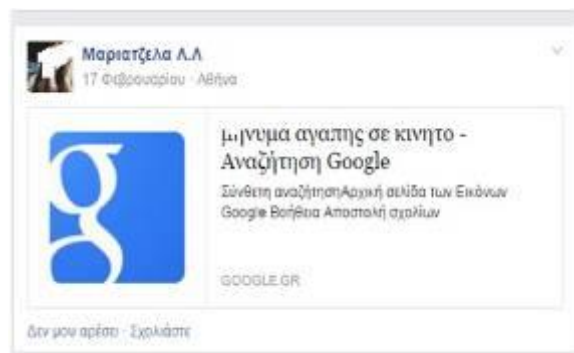 Μαριατζελα Λ.Λ
17 Φεβρουαρίου · Αθήνα
μηνυμα αγαπης σε κινητο -
Αναζήτηση Google
Σύνθετη αναζήτησηΑρχική σελίδα των Εικόνων
Google Βοήθεια Αποστολή σχολίων
GOOGLE.GR
Δεν μου αρέσει · Σχολιάστε